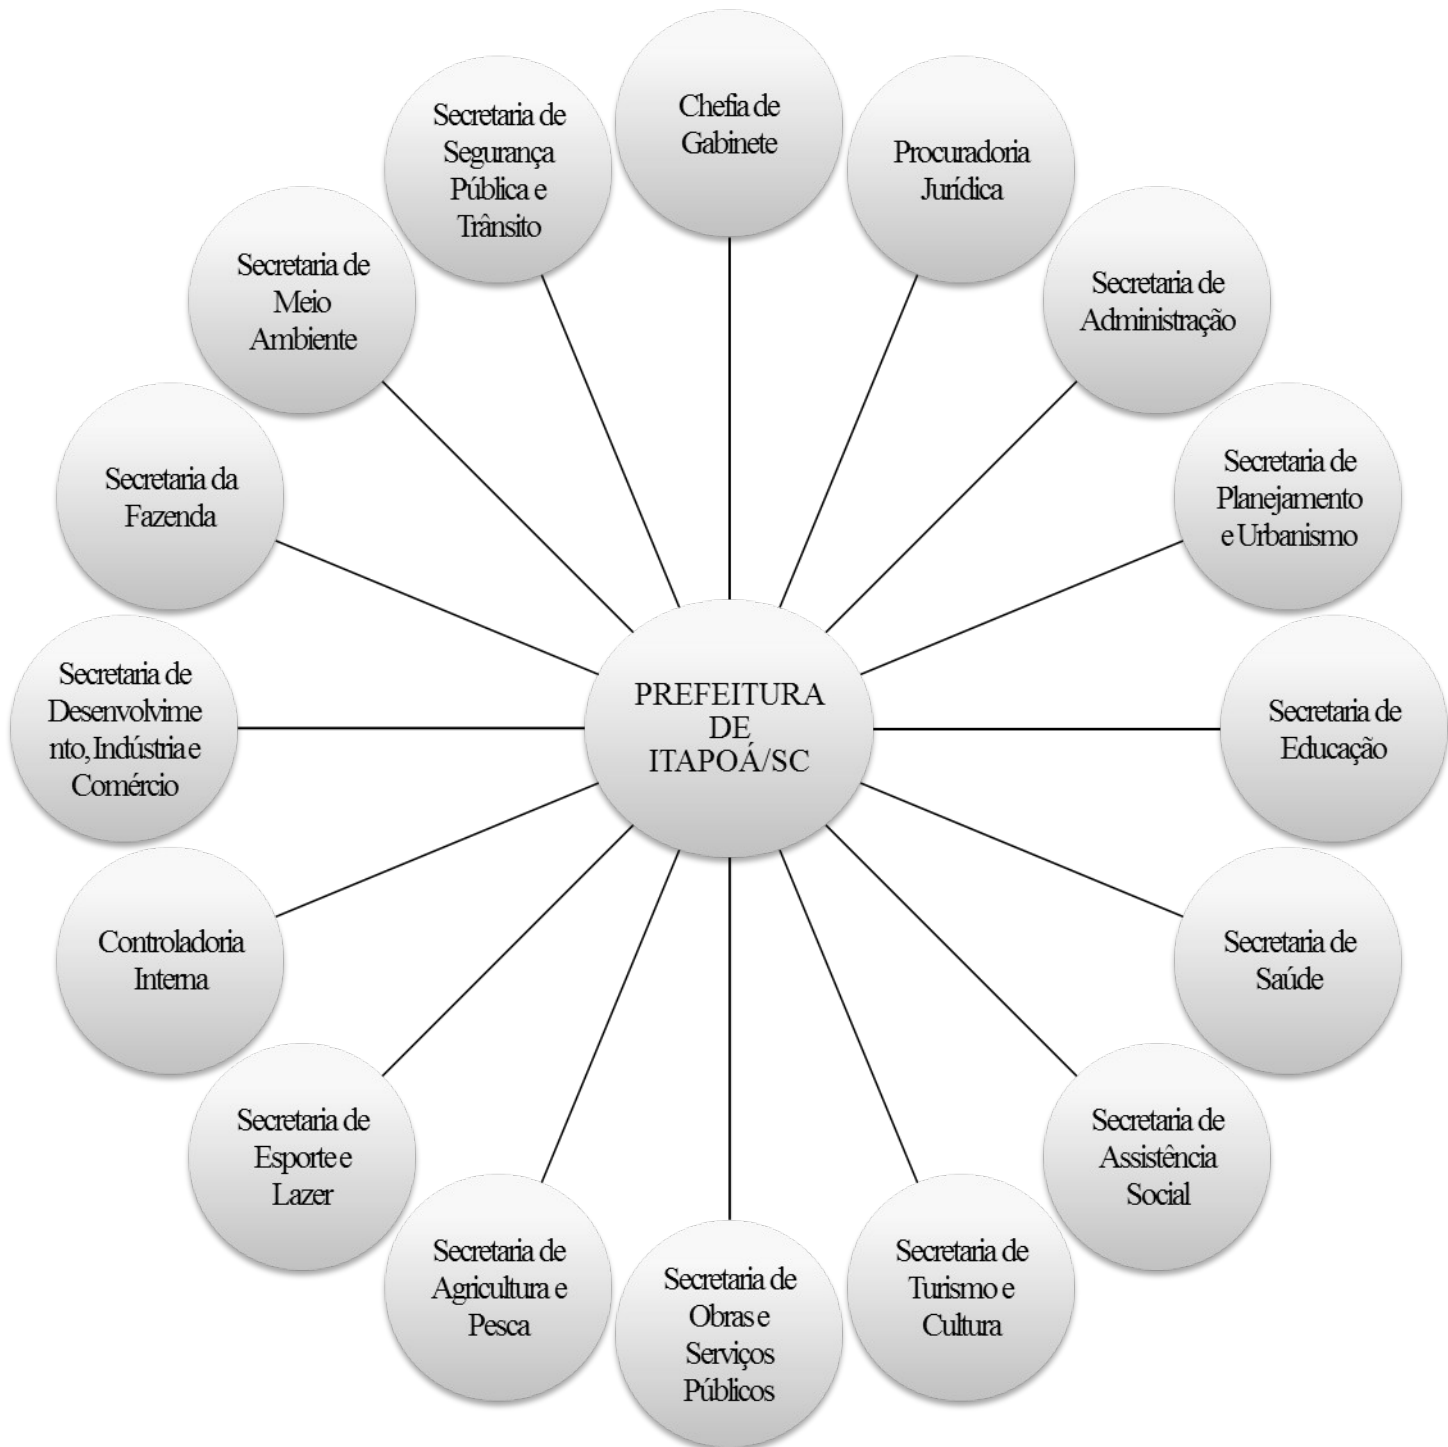 Chefia de
Gabinete
Procuradoria
Jurídica
Secretaria de
Administração
Secretaria de
Planejamento
e Urbanismo
Secretaria de
Educação
Secretaria de
Saúde
Secretaria de
Assistência
Social
Secretaria de
Turismo e
Cultura
Secretaria de
Obras e
Serviços
Públicos
Secretaria de
Agricultura e
Pesca
Secretaria de
Esporte e
Lazer
Controladoria
Interna
Secretaria de
Desenvolvime
nto, Indústria e
Comércio
Secretaria da
Fazenda
Secretaria de
Meio
Ambiente
Secretaria de
Segurança
Pública e
Trânsito
PREFEITURA
DE
ITAPOÁ/SC